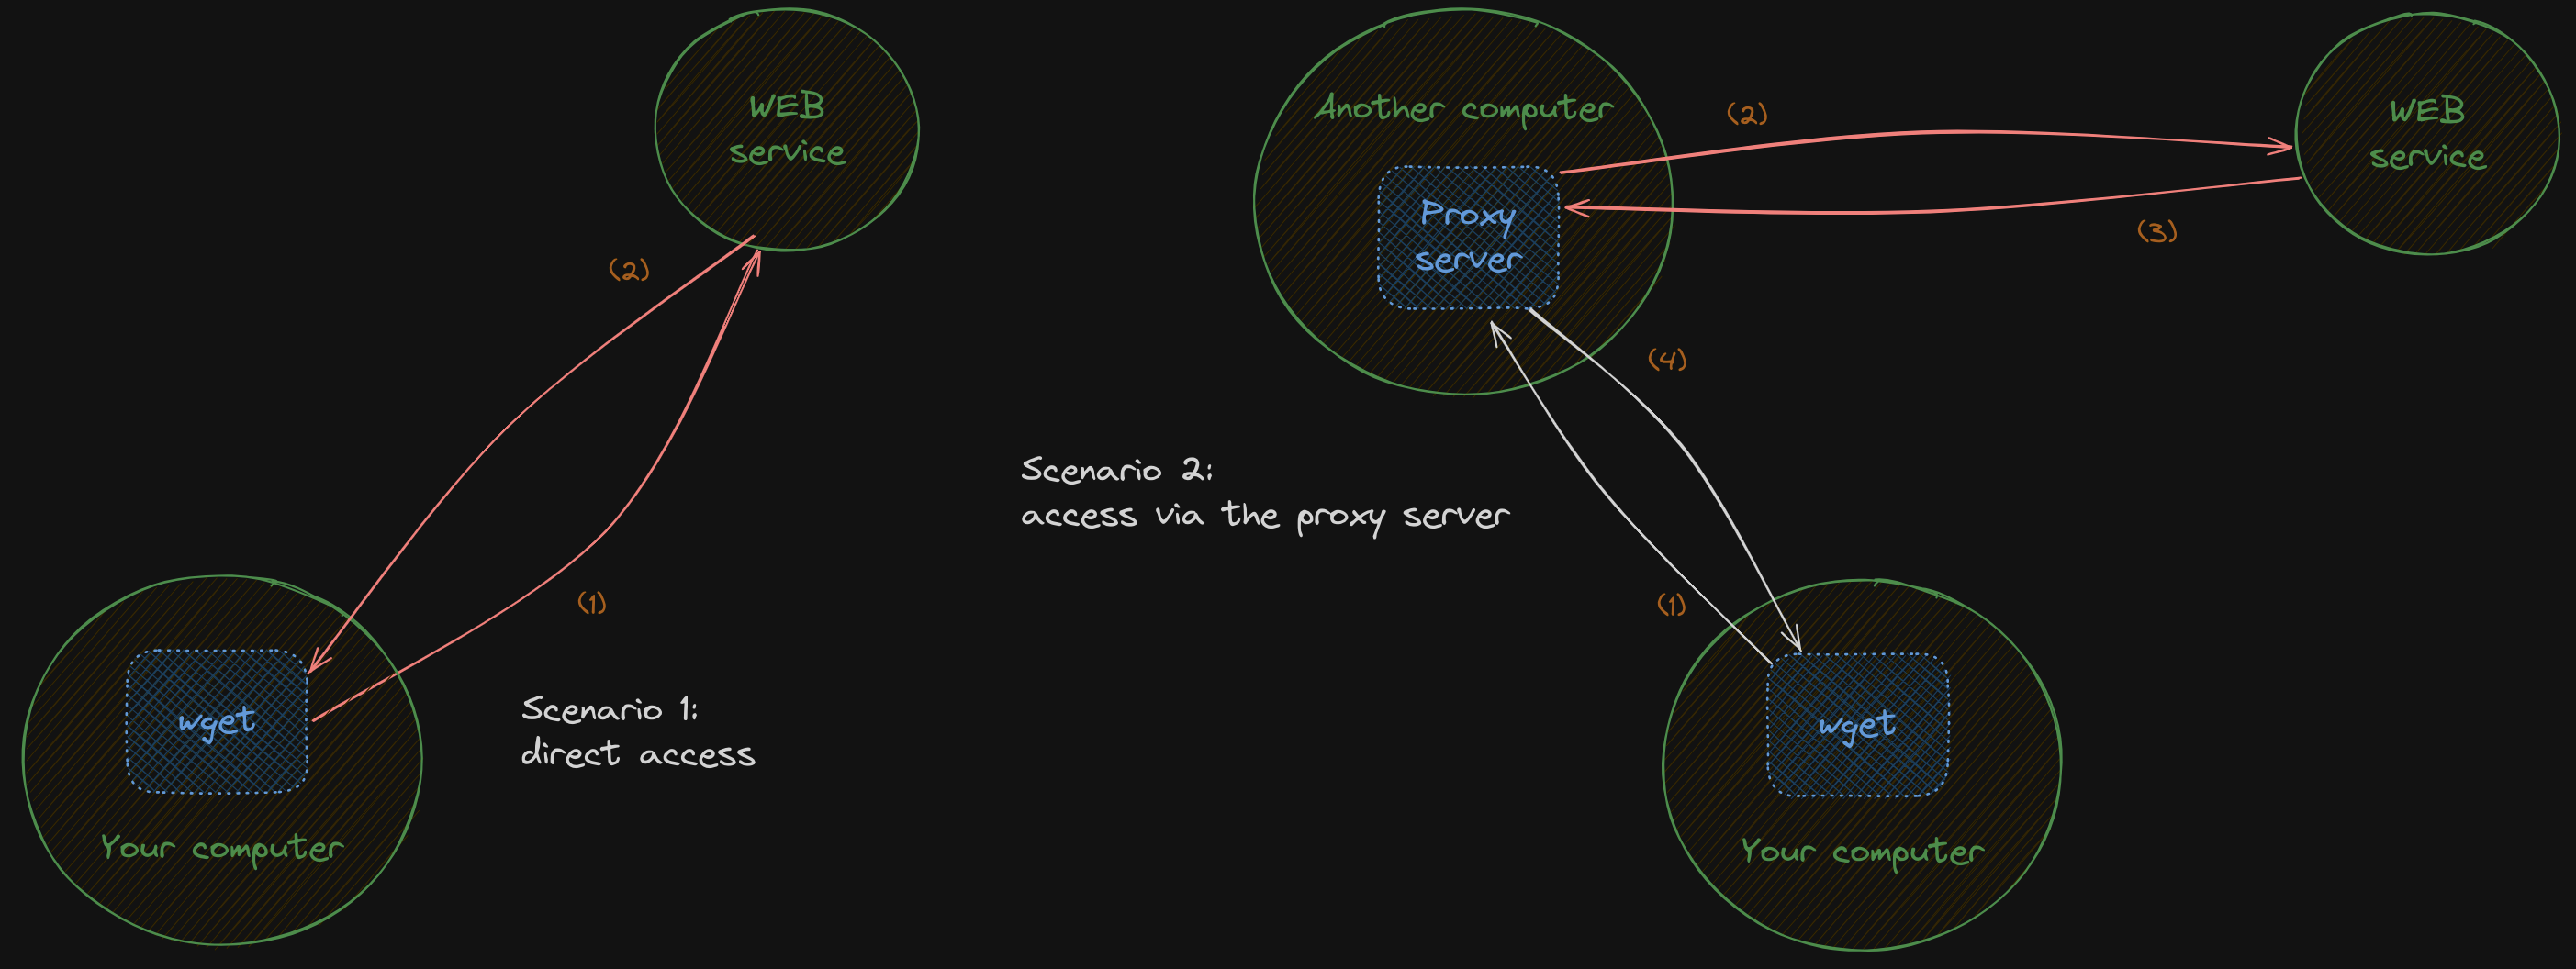 WEB
service
(2)
(1)
wget
Your computer
Scenario 1:
direct access
Another computer
Proxy
server
(2)
WEB
service
(3)
(4)
Scenario 2:
access via the proxy server
(1)
wget
Your computer